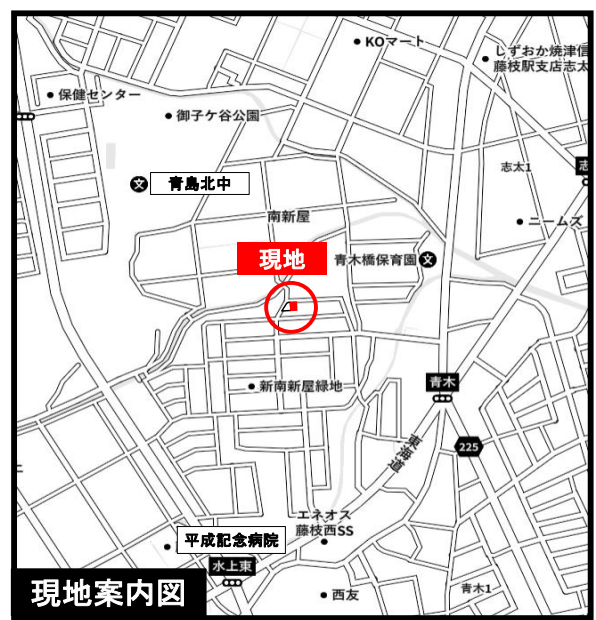 KOマート
しずおか焼津信
藤枝駅支店志太
保健センター
御子ケ谷公園
志太1
志
青島北中
南新屋
ニームズ
現地
青木橋保育園
新南新屋緑地
青木
東海道
225
エネオス
藤枝西SS
平成記念病院
水上東
現地案内図
西友
青木1